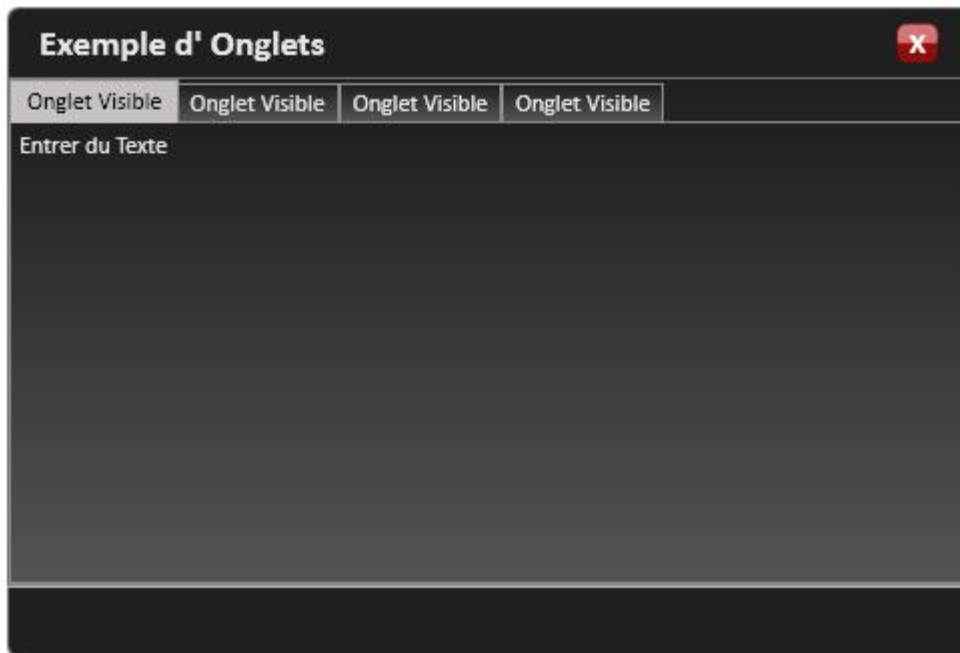 Exemple d' Onglets
X
Onglet Visible Onglet Visible Onglet Visible Onglet Visible
Entrer du Texte